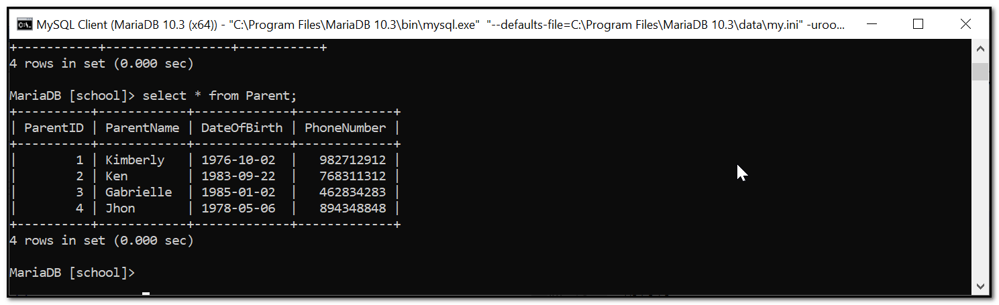 MySQL Client (MariaDB 10.3 (x64)) - "C:\Program Files\MariaDB 10.3\bin\mysql.exe"  "--defaults-file=C:\Program Files\MariaDB 10.3\data\my.ini" -uroo...
+-----------+-----------------+-----------+
4 rows in set (0.000 sec)
MariaDB [school]> select * from Parent;
+----------+------------+-------------+-------------+
| ParentID | ParentName | DateOfBirth | PhoneNumber |
+----------+------------+-------------+-------------+
|        1 | Kimberly   | 1976-10-02  |   982712912 |
|        2 | Ken        | 1983-09-22  |   768311312 |
|        3 | Gabrielle  | 1985-01-02  |   462834283 |
|        4 | Jhon       | 1978-05-06  |   894348848 |
+----------+------------+-------------+-------------+
4 rows in set (0.000 sec)
MariaDB [school]>